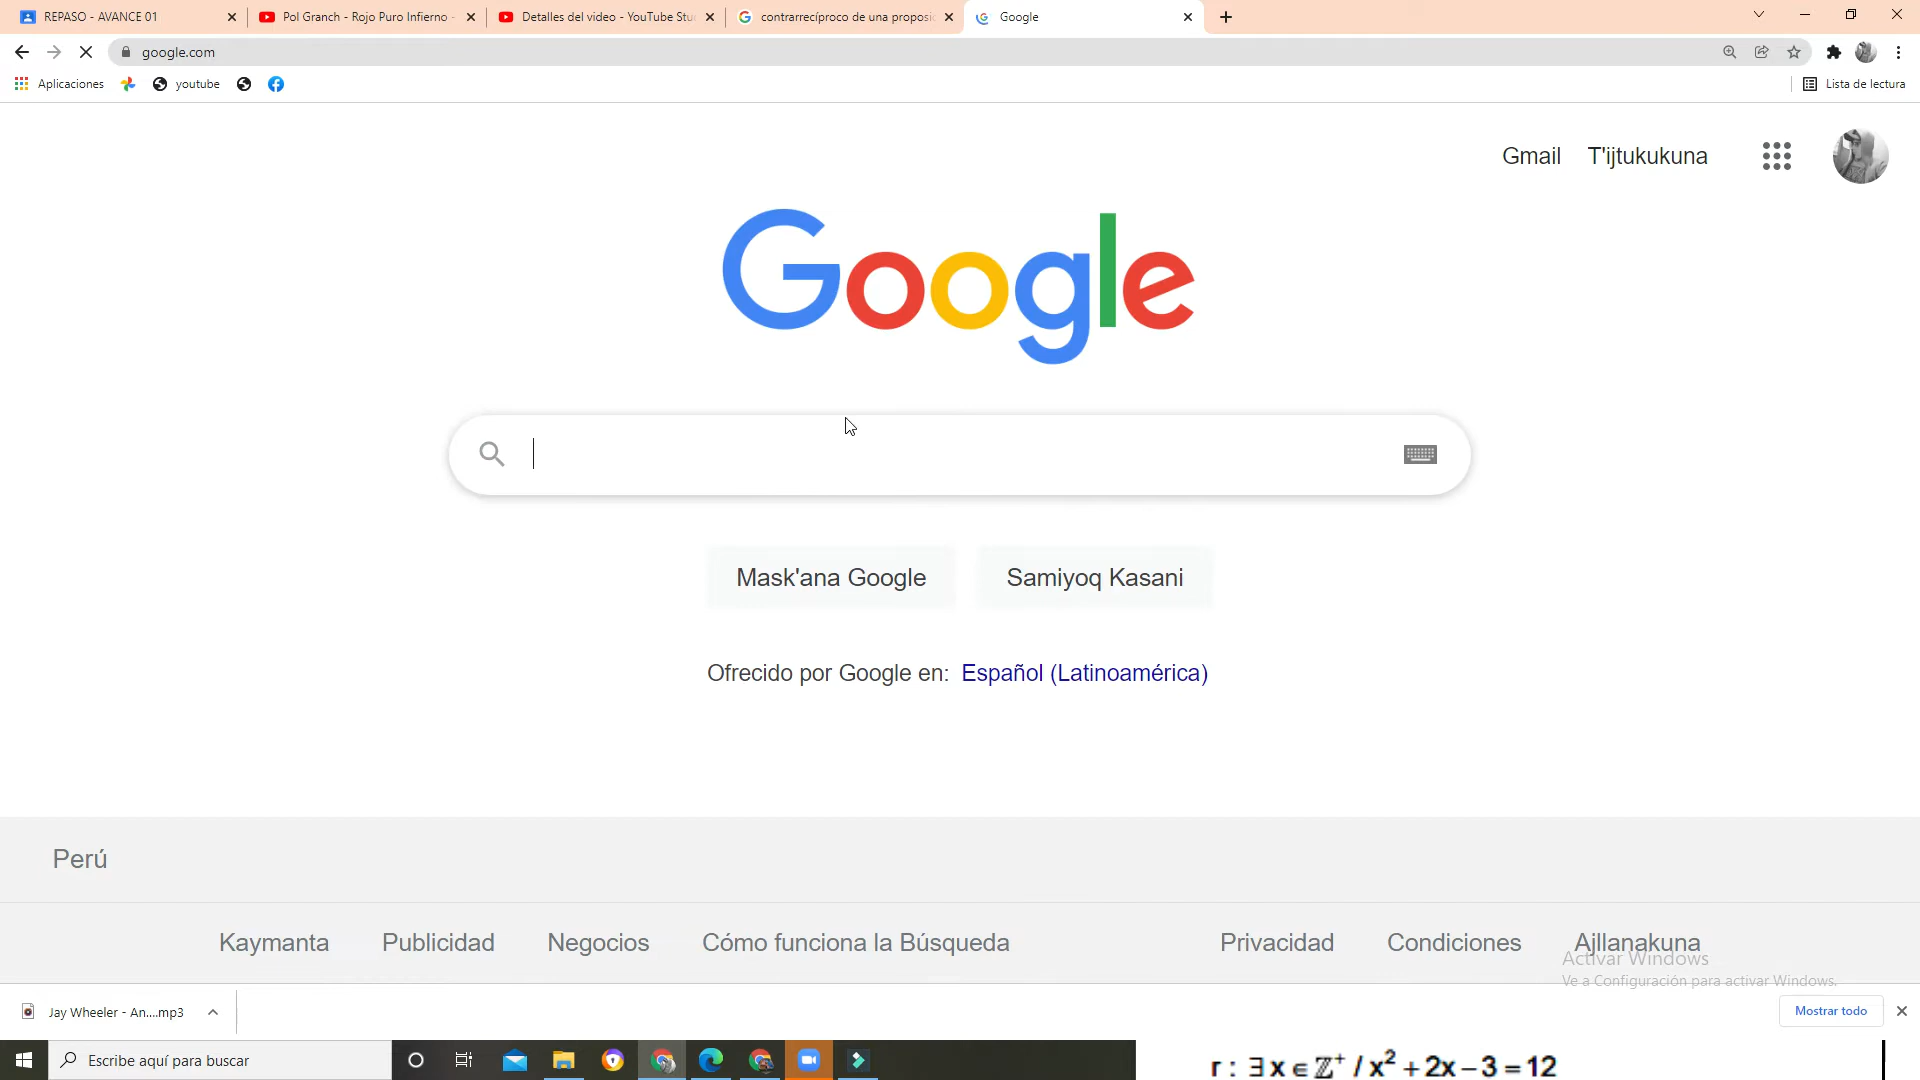 REPASO - AVANCE 01
Pol Granch - Rojo Puro Infierno -
Detalles del video - YouTube Stu
contrarrecíproco de una proposic
Google
google.com
Aplicaciones
youtube
Lista de lectura
Gmail
T'ijtukukuna
Google
Mask'ana Google
Samiyoq Kasani
Ofrecido por Google en: Español (Latinoamérica)
Perú
Kaymanta
Publicidad
Negocios
Cómo funciona la Búsqueda
Privacidad
Condiciones
Ajllanakuna
Activar Windows
Ve a Configuración para activar Windows.
Jay Wheeler - An....mp3
Mostrar todo
Escribe aquí para buscar
r : ∃ x ∈ ℤ⁺ / x² + 2x – 3 = 12